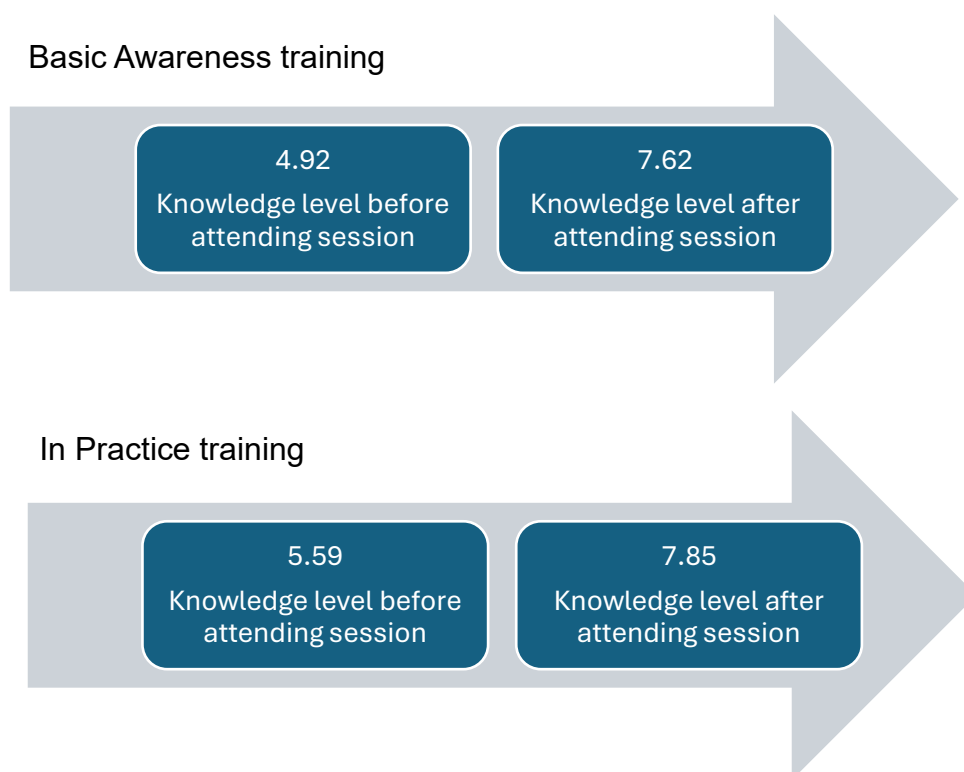 Basic Awareness training
4.92
Knowledge level before
attending session
7.62
Knowledge level after
attending session
In Practice training
5.59
Knowledge level before
attending session
7.85
Knowledge level after
attending session